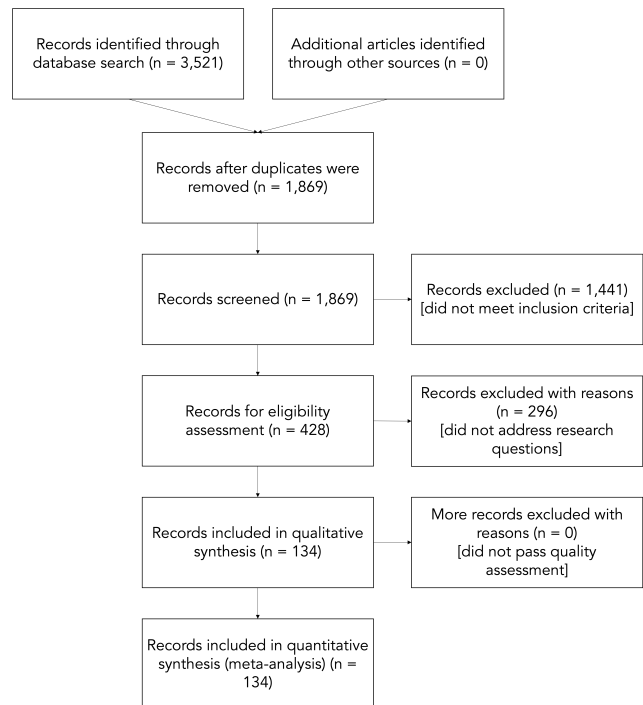 Records identified through
database search (n = 3,521)
Additional articles identified
through other sources (n = 0)
Records after duplicates were
removed (n = 1,869)
Records screened (n = 1,869)
Records excluded (n = 1,441)
[did not meet inclusion criteria]
Records for eligibility
assessment (n = 428)
Records excluded with reasons
(n = 296)
[did not address research
questions]
Records included in qualitative
synthesis (n = 134)
More records excluded with
reasons (n = 0)
[did not pass quality
assessment]
Records included in quantitative
synthesis (meta-analysis) (n =
134)